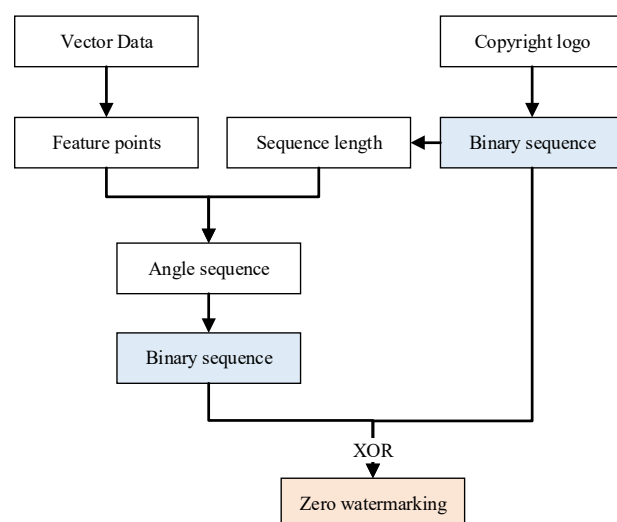 Vector Data
Copyright logo
Feature points
Sequence length
Binary sequence
Angle sequence
Binary sequence
XOR
Zero watermarking